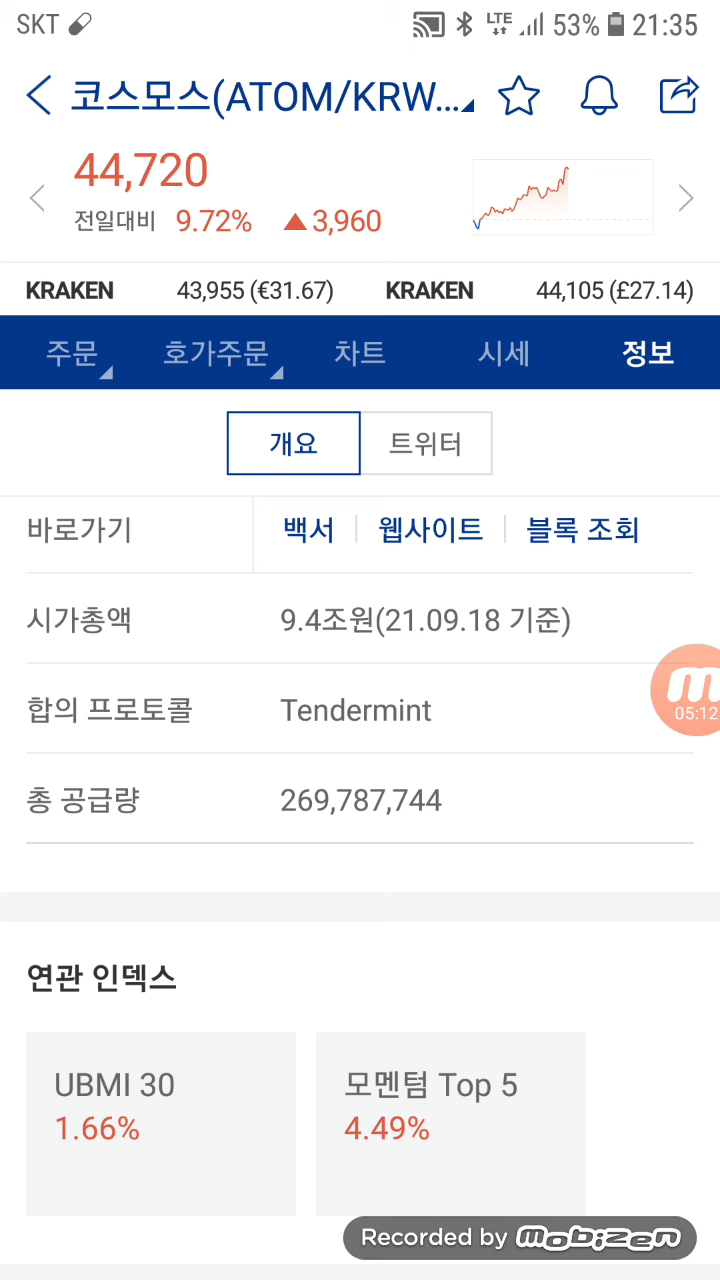 SKT LTE 53% 21:35
코스모스(ATOM/KRW...
44,720
전일대비 9.72% ▲3,960
KRAKEN 43,955 (€31.67) KRAKEN 44,105 (£27.14)
주문 호가주문 차트 시세 정보
개요 트위터
바로가기 백서 웹사이트 블록 조회
시가총액 9.4조원(21.09.18 기준)
합의 프로토콜 Tendermint
m
05:12
총 공급량 269,787,744
연관 인덱스
UBMI 30 모멘텀 Top 5
1.66% 4.49%
Recorded by mobizen